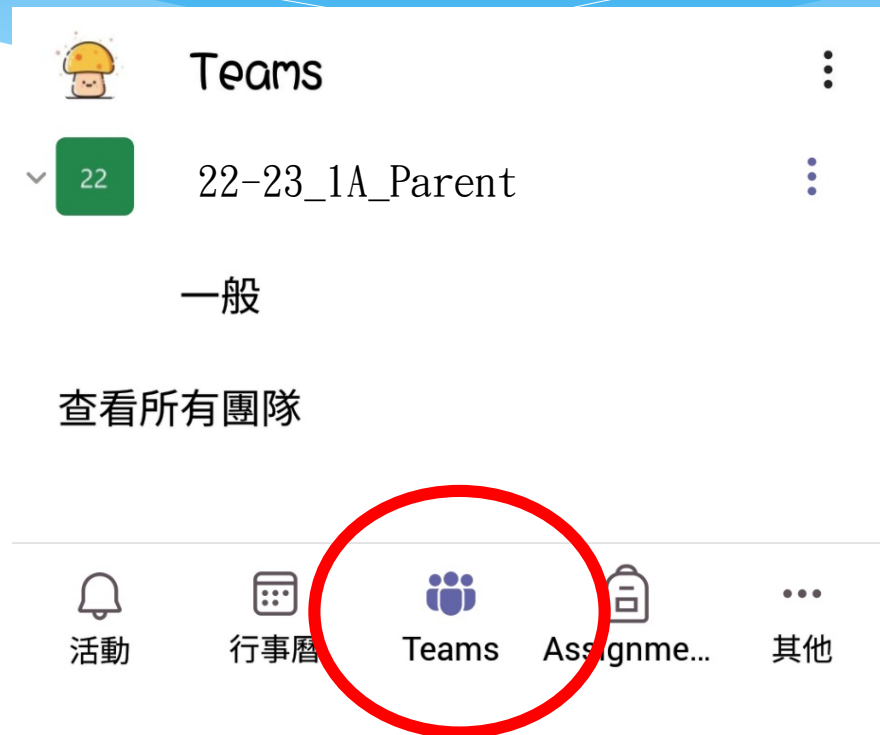 Teams
22 22-23_1A_Parent
一般
查看所有團隊
活動 行事曆 Teams Assignme... 其他